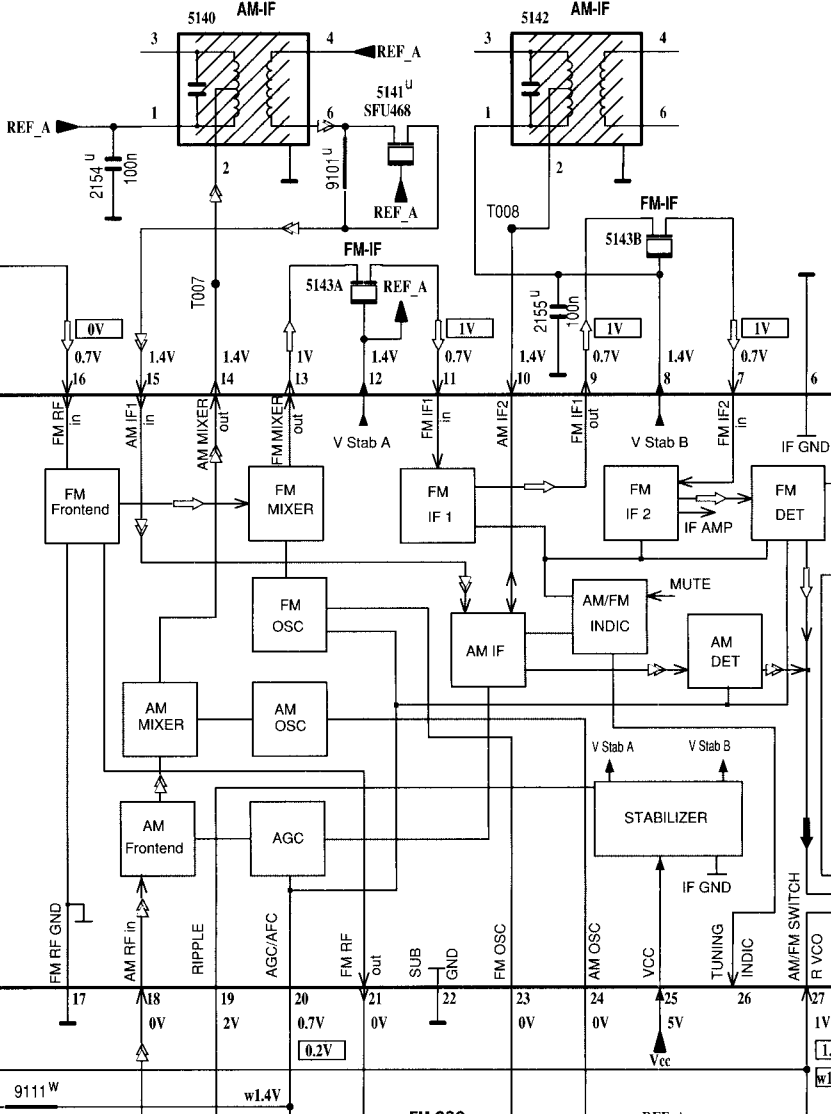 AM-IF
AM-IF
5140
5142
3
4
3
4
REF_A
5141 u
SFU468
1
6
1
6
REF_A
2154 u
100n
2
9101 u
2
REF_A
T008
FM-IF
FM-IF
5143B
5143A
REF_A
T007
2155 u
100n
0V
1V
1V
1V
0.7V
1.4V
1.4V
1V
1.4V
0.7V
1.4V
0.7V
1.4V
0.7V
16
15
14
13
12
11
10
9
8
7
6
FM RF
in
AM IF1
in
AM MIXER
out
FM MIXER
out
V Stab A
FM IF1
in
AM IF2
FM IF1
out
V Stab B
FM IF2
in
IF GND
FM
Frontend
FM
MIXER
FM
IF 1
FM
IF 2
IF AMP
FM
DET
FM
OSC
AM/FM
INDIC
MUTE
AM IF
AM
DET
AM
MIXER
AM
OSC
V Stab A
V Stab B
STABILIZER
AM
Frontend
AGC
IF GND
FM RF GND
AM RF in
RIPPLE
AGC/AFC
FM RF
out
SUB
GND
FM OSC
AM OSC
VCC
TUNING
INDIC
AM/FM SWITCH
R VCO
17
18
19
20
21
22
23
24
25
26
27
0V
2V
0.7V
0V
0V
0V
5V
1V
0.2V
Vcc
1.
w1
9111 W
w1.4V